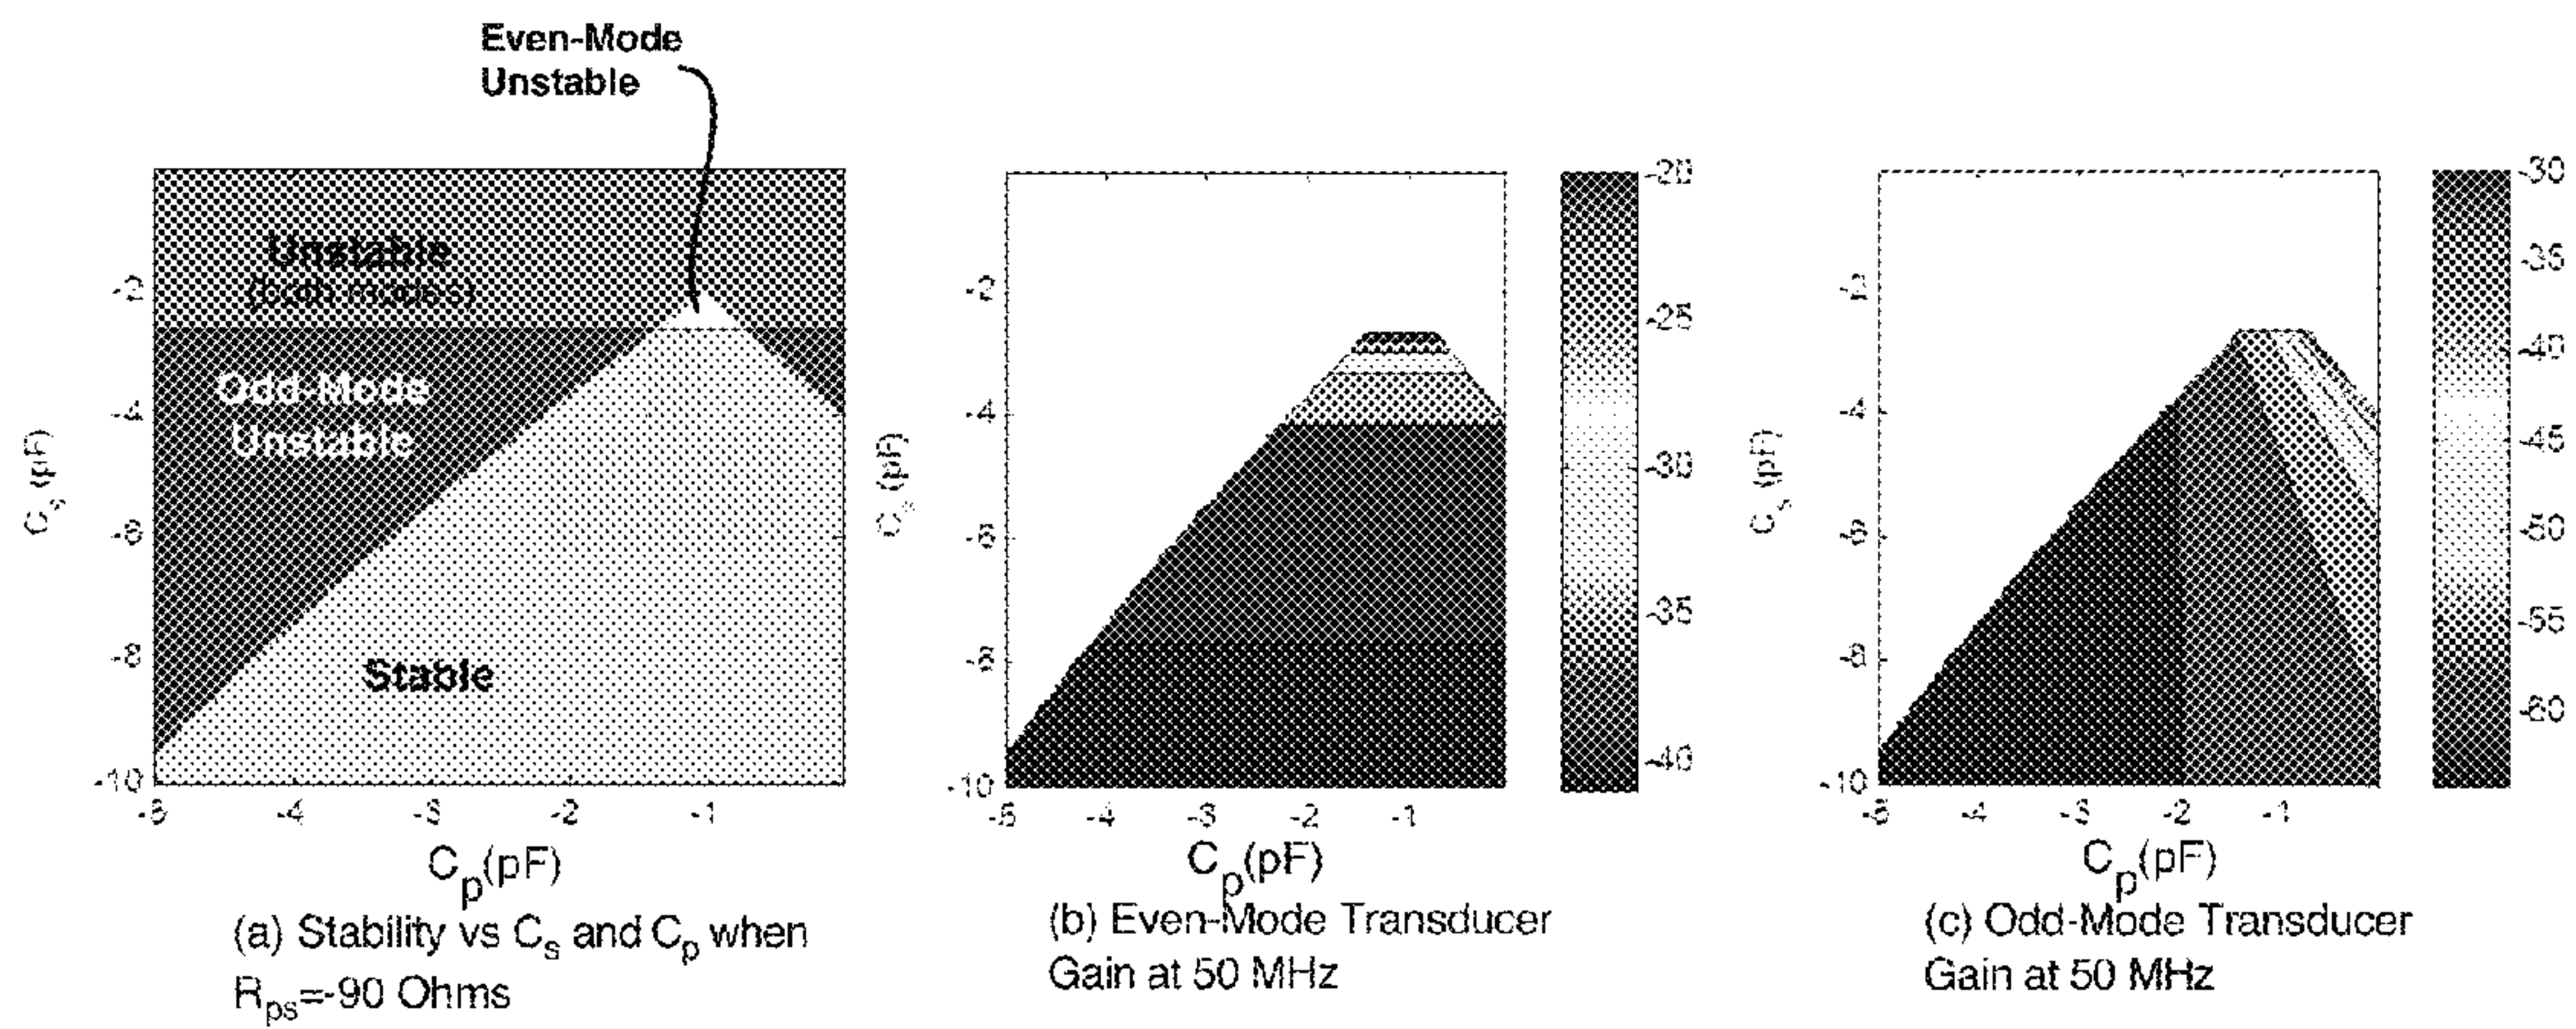 Even-Mode
Unstable
Unstable
(both modes)
Odd-Mode
Unstable
Stable
-2
-4
-6
-8
-10
-5 -4 -3 -2 -1
C_s (pF)
C_p(pF)
(a) Stability vs C_s and C_p when
R_ps=-90 Ohms
-2
-4
-6
-8
-10
-5 -4 -3 -2 -1
C_s (pF)
C_p(pF)
-20
-25
-30
-35
-40
(b) Even-Mode Transducer
Gain at 50 MHz
-2
-4
-6
-8
-10
-5 -4 -3 -2 -1
C_s (pF)
C_p(pF)
-30
-35
-40
-45
-50
-55
-60
(c) Odd-Mode Transducer
Gain at 50 MHz